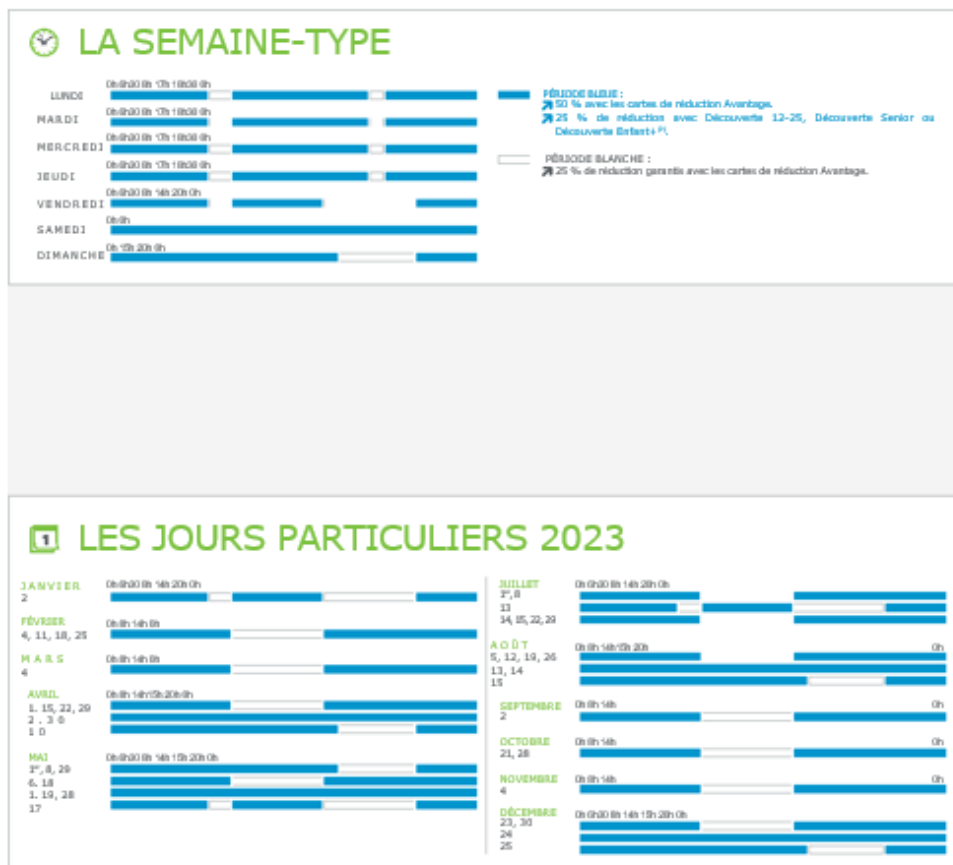 LA SEMAINE-TYPE
LUNDI
0h 6h30 8h 17h 18h30 0h
MARDI
0h 6h30 8h 17h 18h30 0h
MERCREDI
0h 6h30 8h 17h 18h30 0h
JEUDI
0h 6h30 8h 17h 18h30 0h
VENDREDI
0h 6h30 8h 14h 20h 0h
SAMEDI
0h 0h
DIMANCHE
0h 15h 20h 0h
PÉRIODE BLEUE :
50 % avec les cartes de réduction Avantage.
25 % de réduction avec Découverte 12-25, Découverte Senior ou
Découverte Enfant+
PÉRIODE BLANCHE :
25 % de réduction garantis avec les cartes de réduction Avantage.
1 LES JOURS PARTICULIERS 2023
JANVIER
0h 6h30 8h 14h 20h 0h
2
FÉVRIER
0h 8h 14h 0h
4, 11, 18, 25
MARS
0h 8h 14h 0h
4
AVRIL
0h 8h 14h 15h 20h 0h
1. 15, 22, 29
2 . 3 0
1 0
MAI
0h 6h30 8h 14h 15h 20h 0h
1er, 8, 29
6. 18
1. 19, 28
17
JUILLET
0h 6h30 8h 14h 20h 0h
1er, 8
13
14, 15, 22, 29
AOÛT
0h 8h 14h 15h 20h 0h
5, 12, 19, 26
13, 14
15
SEPTEMBRE
0h 8h 14h 0h
2
OCTOBRE
0h 8h 14h 0h
21, 28
NOVEMBRE
0h 8h 14h 0h
4
DÉCEMBRE
0h 6h30 8h 14h 15h 20h 0h
23, 30
24
25